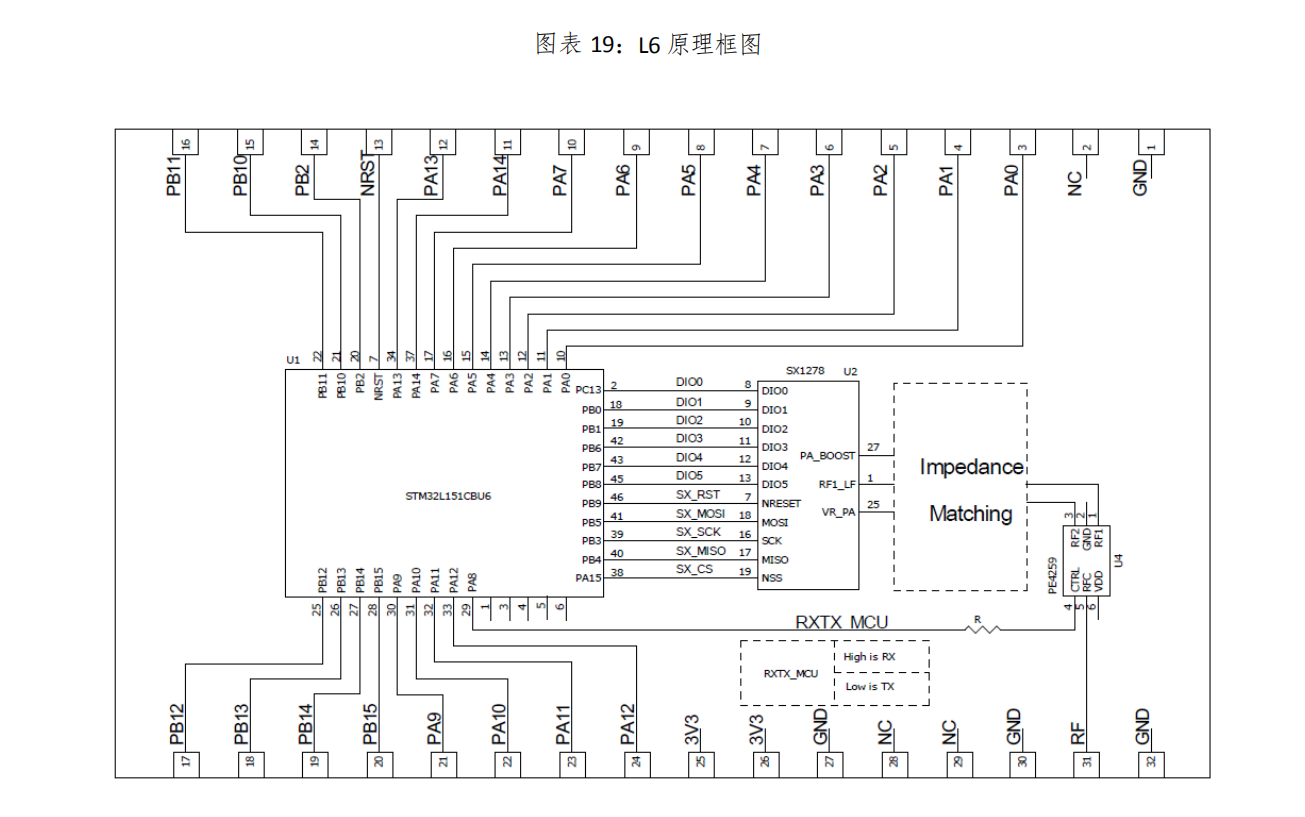 图表 19：L6 原理框图
16 15 14 13 12 11 10 9 8 7 6 5 4 3 2 1
PB11 PB10 PB2 NRST PA13 PA14 PA7 PA6 PA5 PA4 PA3 PA2 PA1 PA0 NC GND
U1 22 21 20 7 34 37 17 16 15 14 13 12 11 10
PB11 PB10 PB2 NRST PA13 PA14 PA7 PA6 PA5 PA4 PA3 PA2 PA1 PA0
SX1278 U2
PC13 2 DIO0 8 DIO0
PB0 18 DIO1 9 DIO1
PB1 19 DIO2 10 DIO2
PB6 42 DIO3 11 DIO3
PB7 43 DIO4 12 DIO4
PB8 45 DIO5 13 DIO5
PB9 46 SX_RST 7 NRESET
PB5 41 SX_MOSI 18 MOSI
PB3 39 SX_SCK 16 SCK
PB4 40 SX_MISO 17 MISO
PA15 38 SX_CS 19 NSS
PA_BOOST 27
RF1_LF 1
VR_PA 25
Impedance
Matching
STM32L151CBU6
3 2 1
RF2 GND RF1
PE4259 U4
CTRL RFC VDD
4 5 6
PB12 PB13 PB14 PB15 PA9 PA10 PA11 PA12 PA8
25 26 27 28 30 31 32 33 29 1 3 4 5 6
RXTX_MCU R
RXTX_MCU
High is RX
Low is TX
PB12 PB13 PB14 PB15 PA9 PA10 PA11 PA12 3V3 3V3 GND NC NC GND RF GND
17 18 19 20 21 22 23 24 25 26 27 28 29 30 31 32